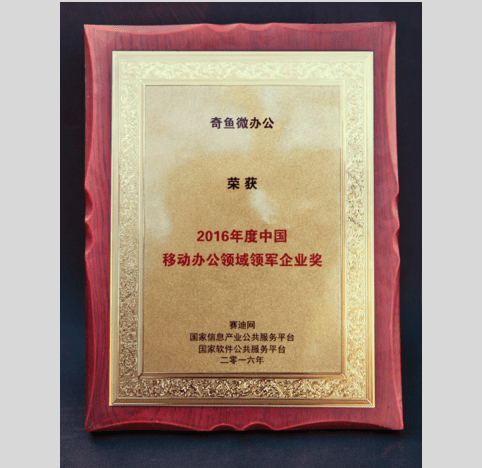 奇鱼微办公
荣获
2016年度中国
移动办公领域领军企业奖
赛迪网
国家信息产业公共服务平台
国家软件公共服务平台
二零一六年